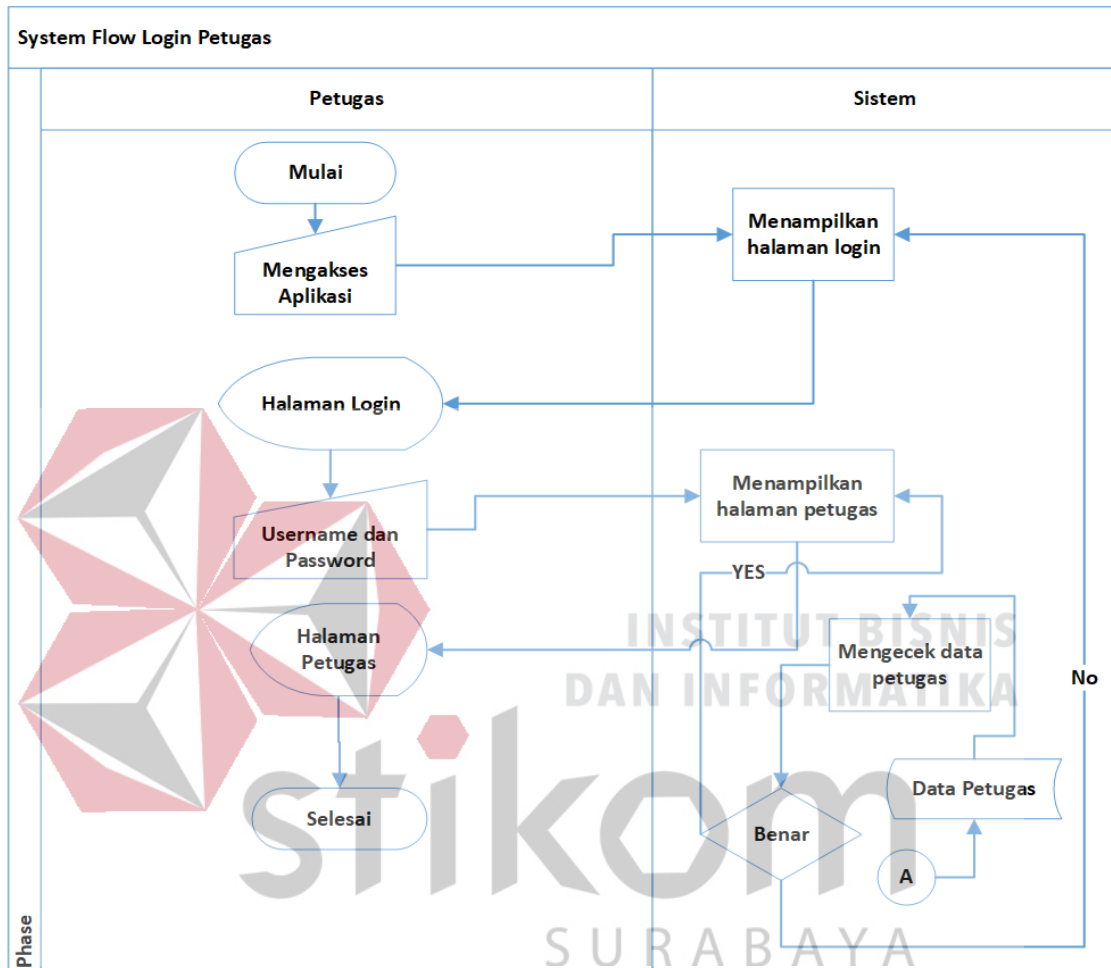 System Flow Login Petugas
Petugas
Sistem
Mulai
Menampilkan
halaman login
Mengakses
Aplikasi
Halaman Login
Menampilkan
halaman petugas
Username dan
Password
YES
Halaman
Petugas
INSTITUT BISNIS
DAN INFORMATIKA
Mengecek data
petugas
No
Data Petugas
Selesai
Benar
A
stikom
SURABAYA
Phase